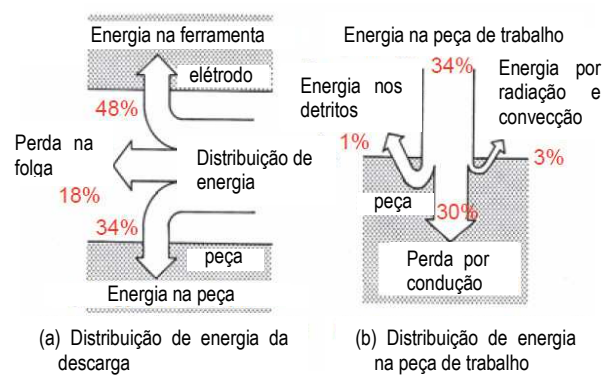 Energia na ferramenta
elétrodo
48%
Perda na
folga
18%
Distribuição de
energia
34%
peça
Energia na peça
(a) Distribuição de energia da
descarga
Energia na peça de trabalho
34%
Energia nos
detritos
1%
Energia por
radiação e
convecção
3%
peça
30%
Perda por
condução
(b) Distribuição de energia
na peça de trabalho